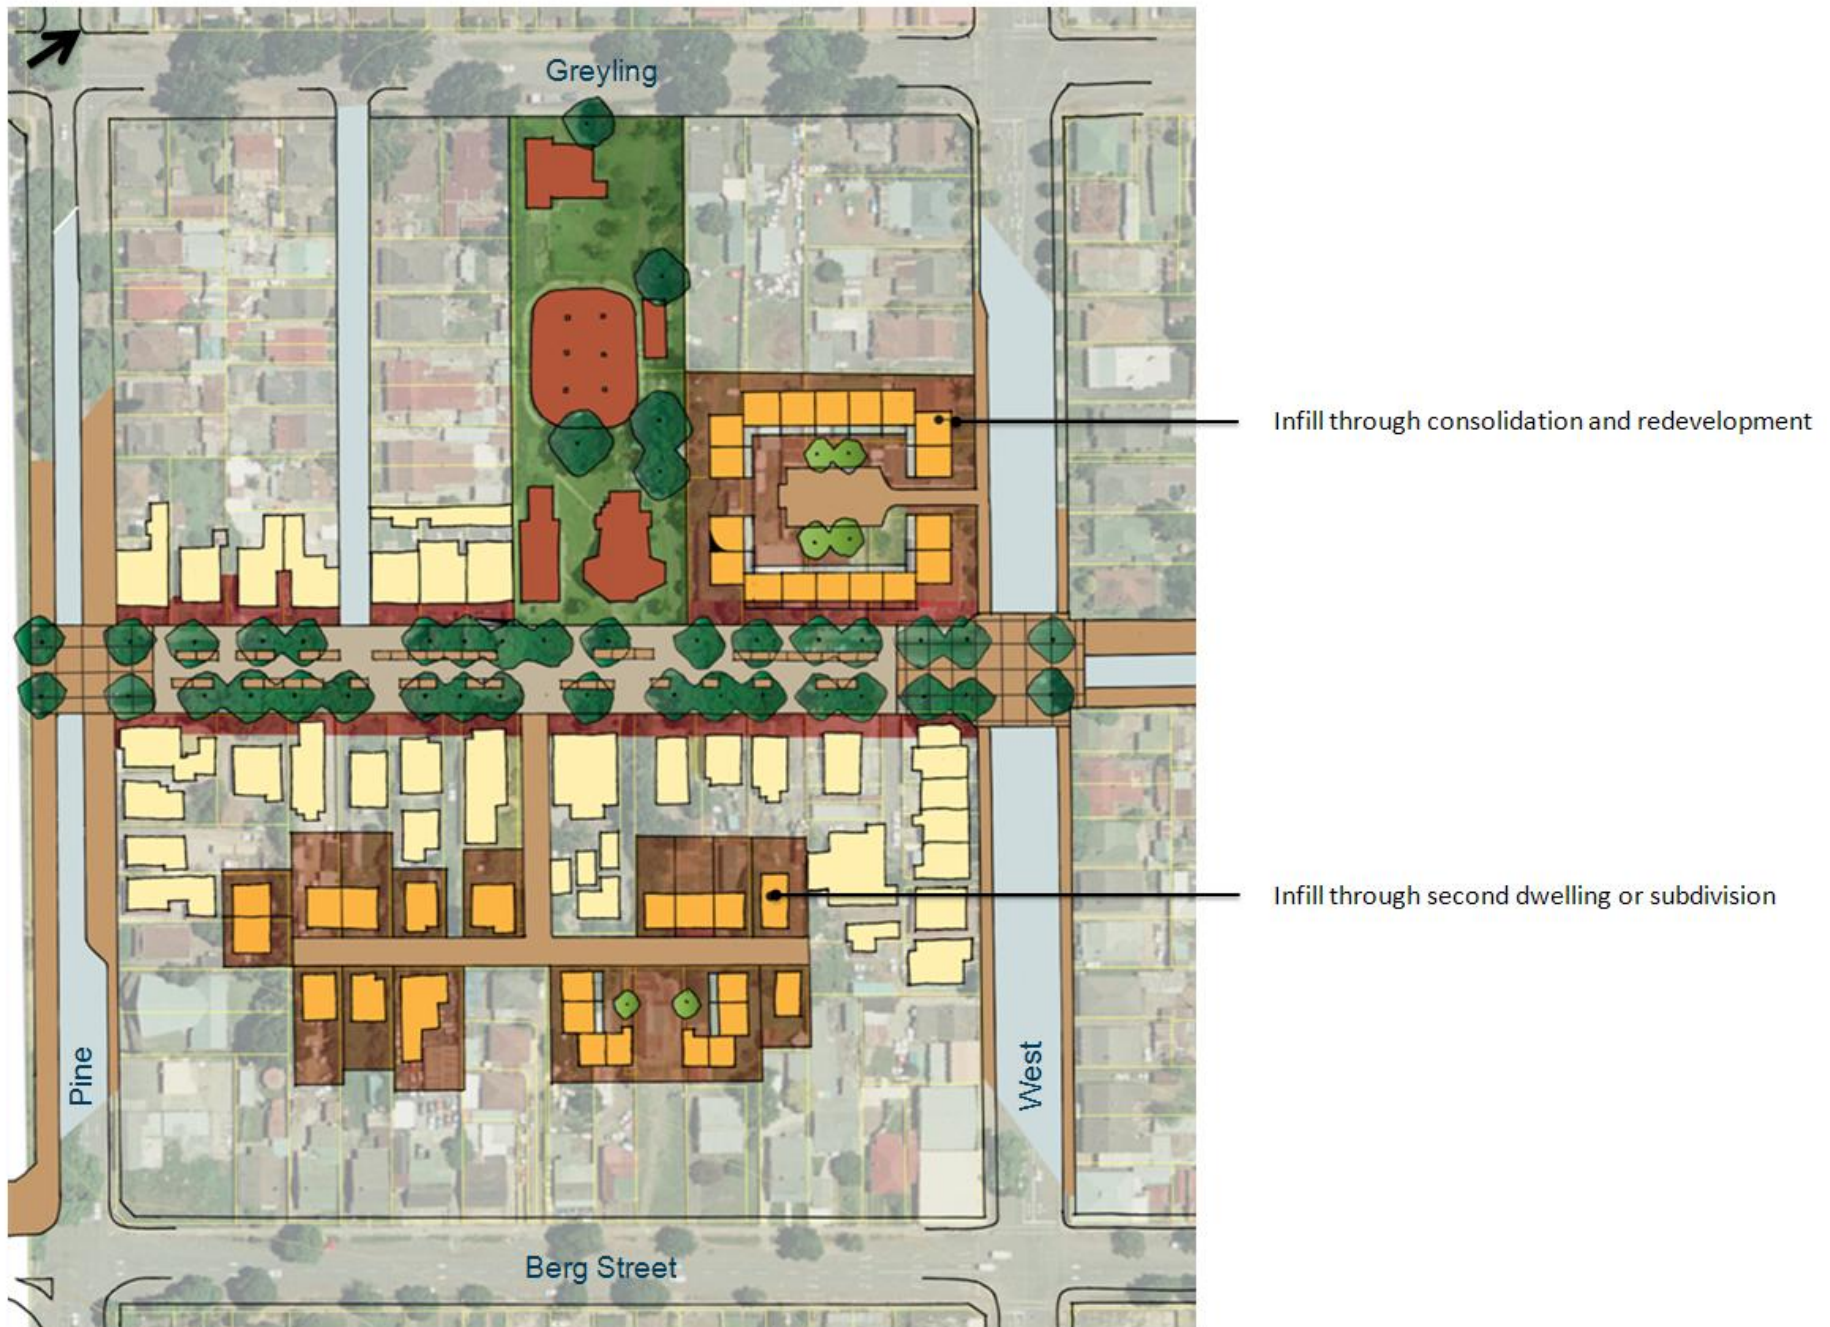 Greyling
Infill through consolidation and redevelopment
Infill through second dwelling or subdivision
Pine
West
Berg Street